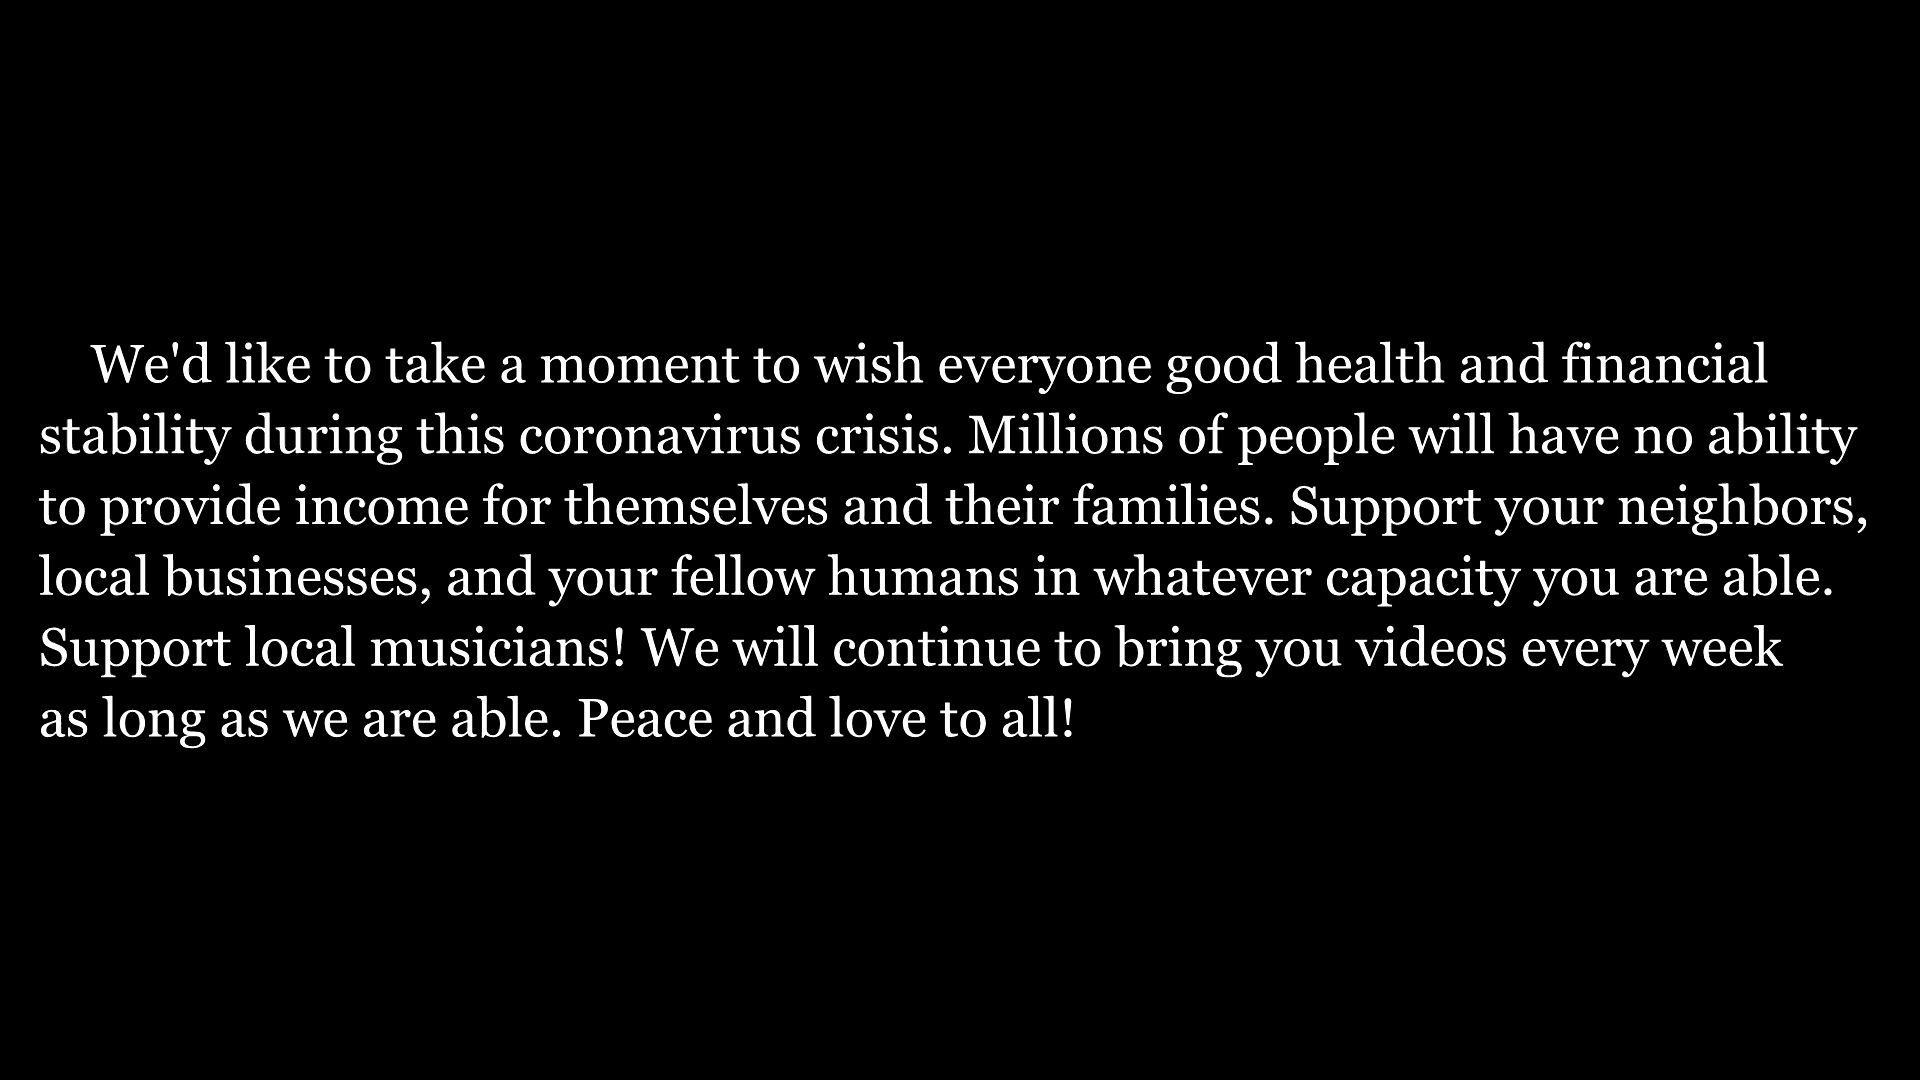 We'd like to take a moment to wish everyone good health and financial
stability during this coronavirus crisis. Millions of people will have no ability
to provide income for themselves and their families. Support your neighbors,
local businesses, and your fellow humans in whatever capacity you are able.
Support local musicians! We will continue to bring you videos every week
as long as we are able. Peace and love to all!